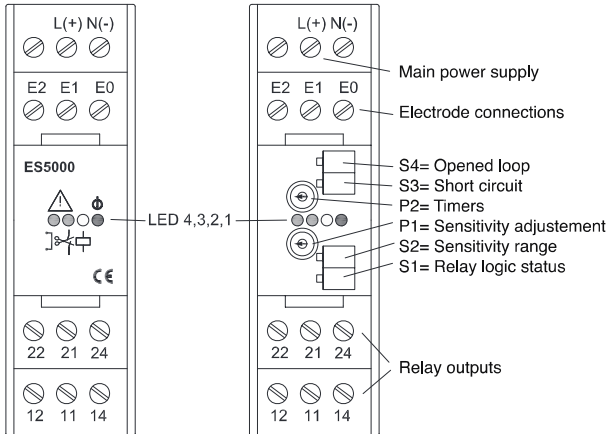 L(+) N(-)
E2 E1 E0
ES5000
CE
22 21 24
12 11 14
LED 4,3,2,1
L(+) N(-)
E2 E1 E0
22 21 24
12 11 14
Main power supply
Electrode connections
S4= Opened loop
S3= Short circuit
P2= Timers
P1= Sensitivity adjustement
S2= Sensitivity range
S1= Relay logic status
Relay outputs